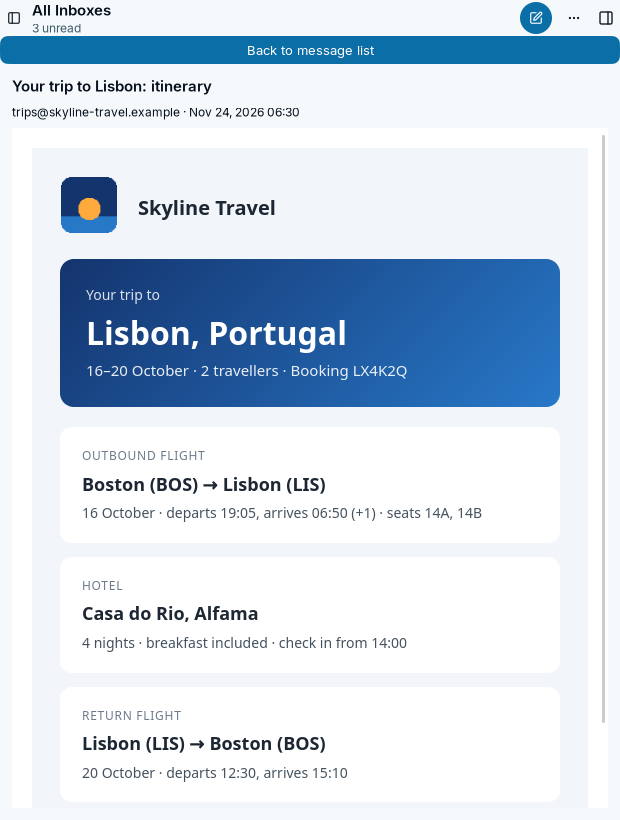 All Inboxes
3 unread
Back to message list
Your trip to Lisbon: itinerary
trips@skyline-travel.example · Nov 24, 2026 06:30
Skyline Travel
Your trip to
Lisbon, Portugal
16–20 October · 2 travellers · Booking LX4K2Q
OUTBOUND FLIGHT
Boston (BOS) → Lisbon (LIS)
16 October · departs 19:05, arrives 06:50 (+1) · seats 14A, 14B
HOTEL
Casa do Rio, Alfama
4 nights · breakfast included · check in from 14:00
RETURN FLIGHT
Lisbon (LIS) → Boston (BOS)
20 October · departs 12:30, arrives 15:10